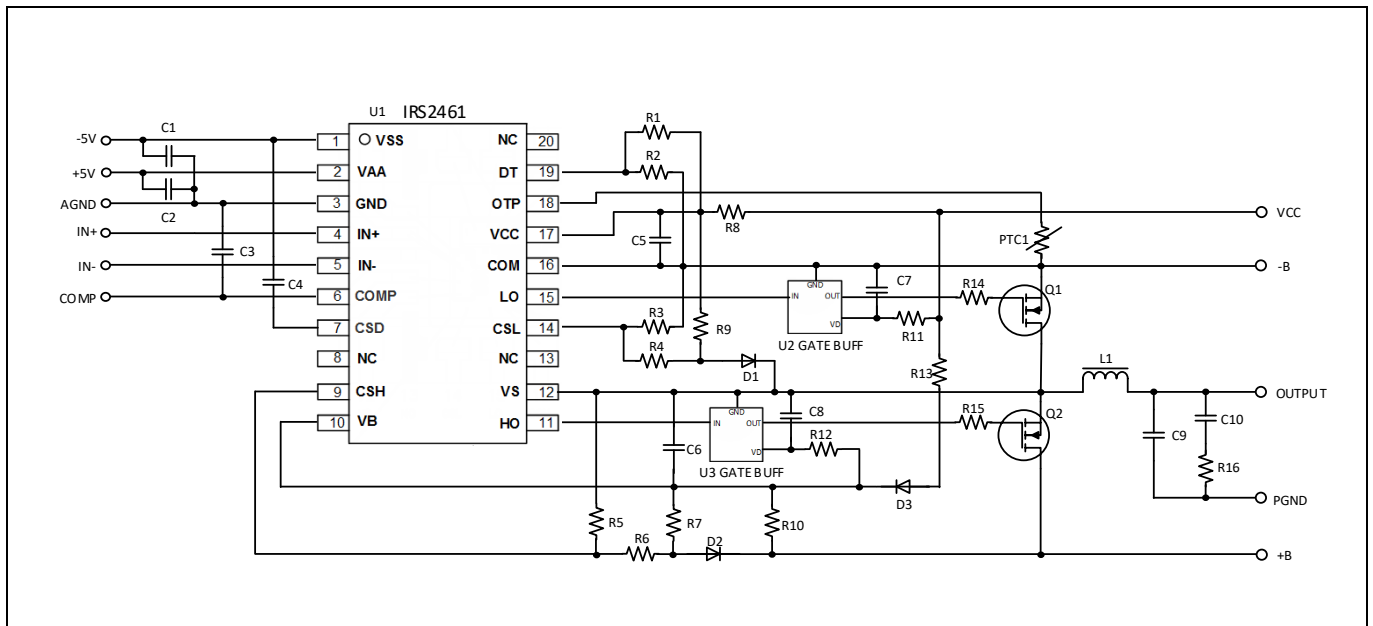 U1 IRS2461
-5V
+5V
AGND
IN+
IN-
COMP
C1
C2
C3
C4
1 VSS
2 VAA
3 GND
4 IN+
5 IN-
6 COMP
7 CSD
8 NC
9 CSH
10 VB
NC 20
DT 19
OTP 18
VCC 17
COM 16
LO 15
CSL 14
NC 13
VS 12
HO 11
R1
R2
R8
C5
R3
R4
R9
D1
GND
IN
OUT
VD
U2 GATE BUFF
C7
R11
R14
Q1
PTC1
R13
GND
IN
OUT
VD
U3 GATE BUFF
C8
R12
R15
Q2
C6
R5
R6
R7
D2
R10
D3
L1
C9
C10
R16
VCC
-B
OUTPUT
PGND
+B